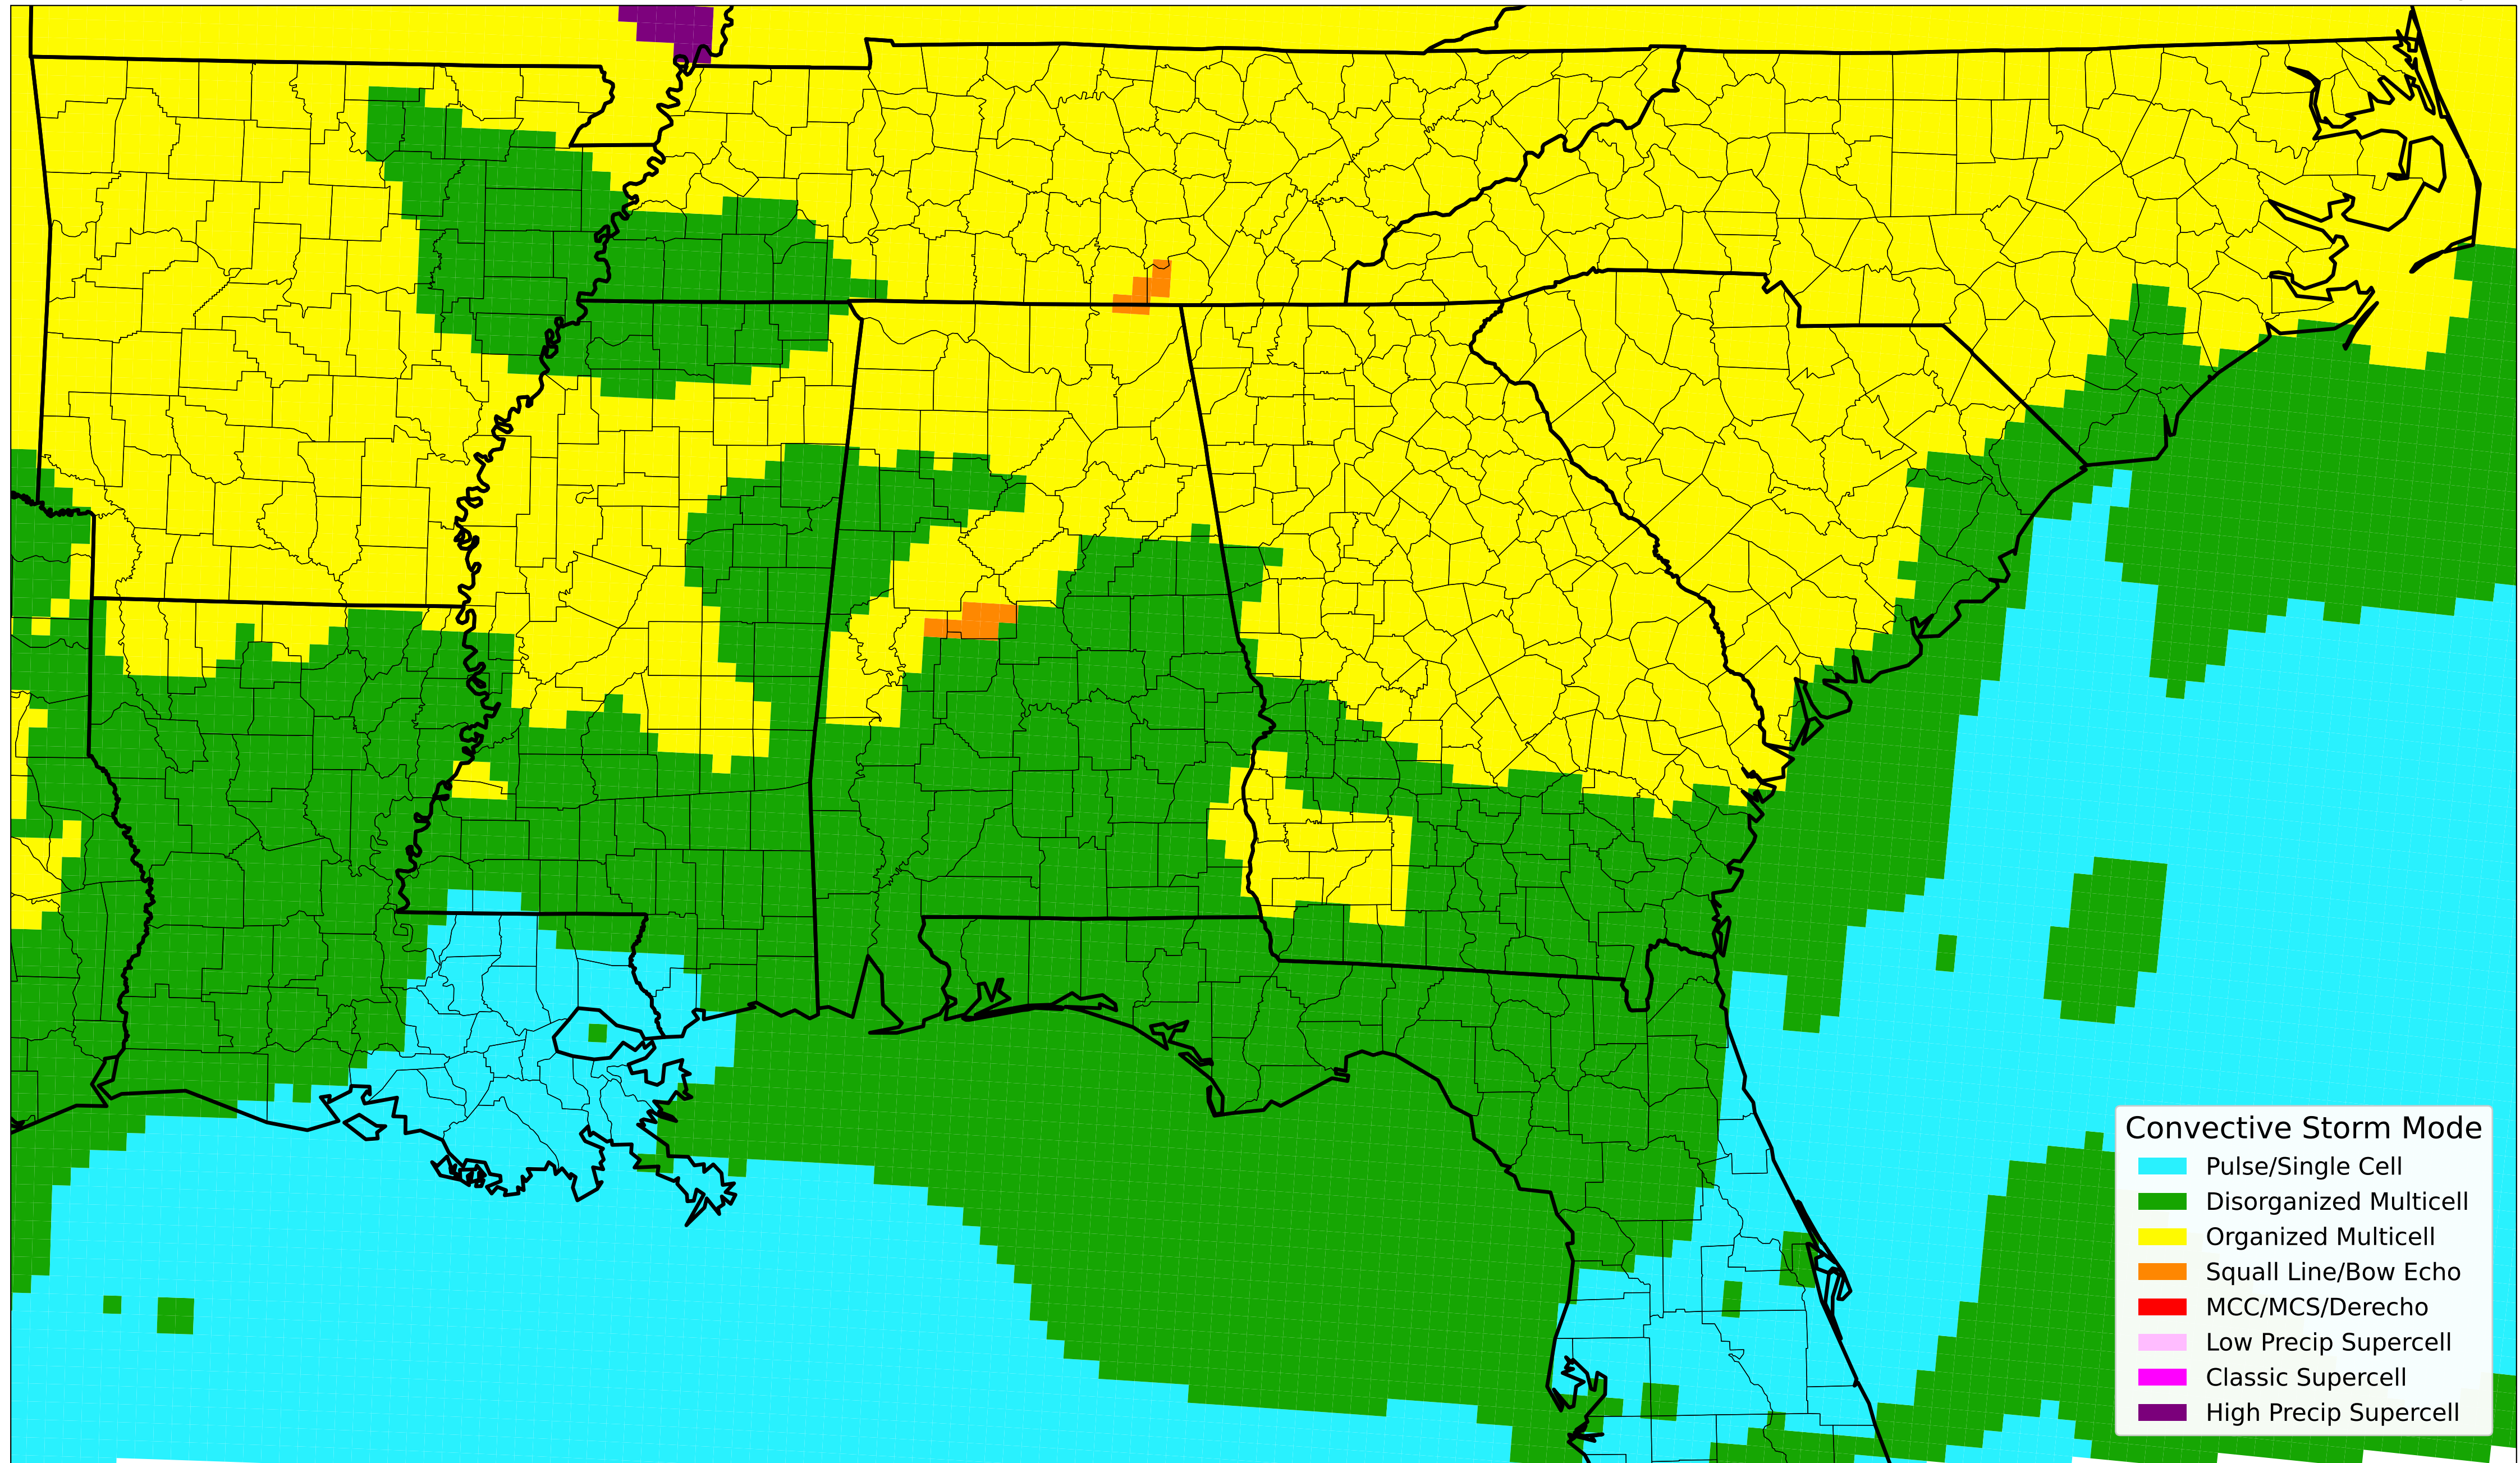 Convective Storm Mode
Pulse/Single Cell
Disorganized Multicell
Organized Multicell
Squall Line/Bow Echo
MCC/MCS/Derecho
Low Precip Supercell
Classic Supercell
High Precip Supercell